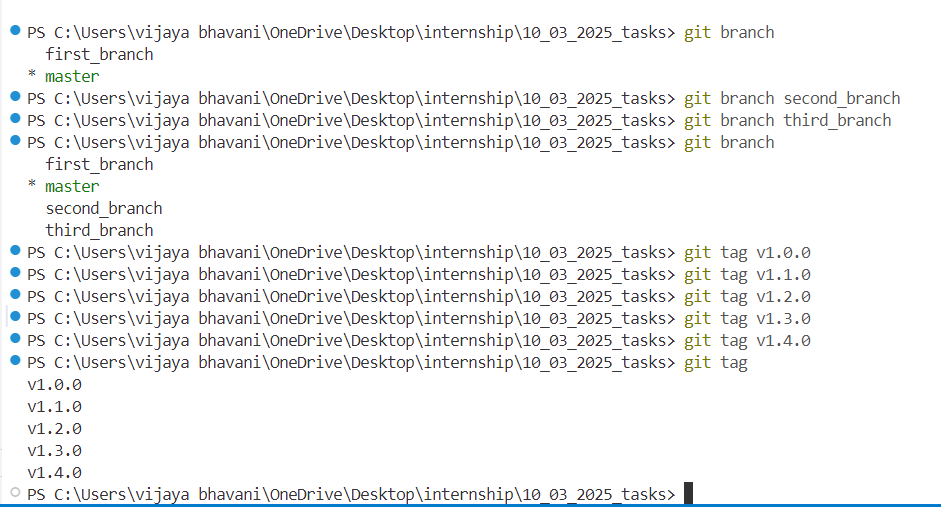 PS C:\Users\vijaya bhavani\OneDrive\Desktop\internship\10_03_2025_tasks> git branch
  first_branch
* master
PS C:\Users\vijaya bhavani\OneDrive\Desktop\internship\10_03_2025_tasks> git branch second_branch
PS C:\Users\vijaya bhavani\OneDrive\Desktop\internship\10_03_2025_tasks> git branch third_branch
PS C:\Users\vijaya bhavani\OneDrive\Desktop\internship\10_03_2025_tasks> git branch
  first_branch
* master
  second_branch
  third_branch
PS C:\Users\vijaya bhavani\OneDrive\Desktop\internship\10_03_2025_tasks> git tag v1.0.0
PS C:\Users\vijaya bhavani\OneDrive\Desktop\internship\10_03_2025_tasks> git tag v1.1.0
PS C:\Users\vijaya bhavani\OneDrive\Desktop\internship\10_03_2025_tasks> git tag v1.2.0
PS C:\Users\vijaya bhavani\OneDrive\Desktop\internship\10_03_2025_tasks> git tag v1.3.0
PS C:\Users\vijaya bhavani\OneDrive\Desktop\internship\10_03_2025_tasks> git tag v1.4.0
PS C:\Users\vijaya bhavani\OneDrive\Desktop\internship\10_03_2025_tasks> git tag
v1.0.0
v1.1.0
v1.2.0
v1.3.0
v1.4.0
PS C:\Users\vijaya bhavani\OneDrive\Desktop\internship\10_03_2025_tasks>